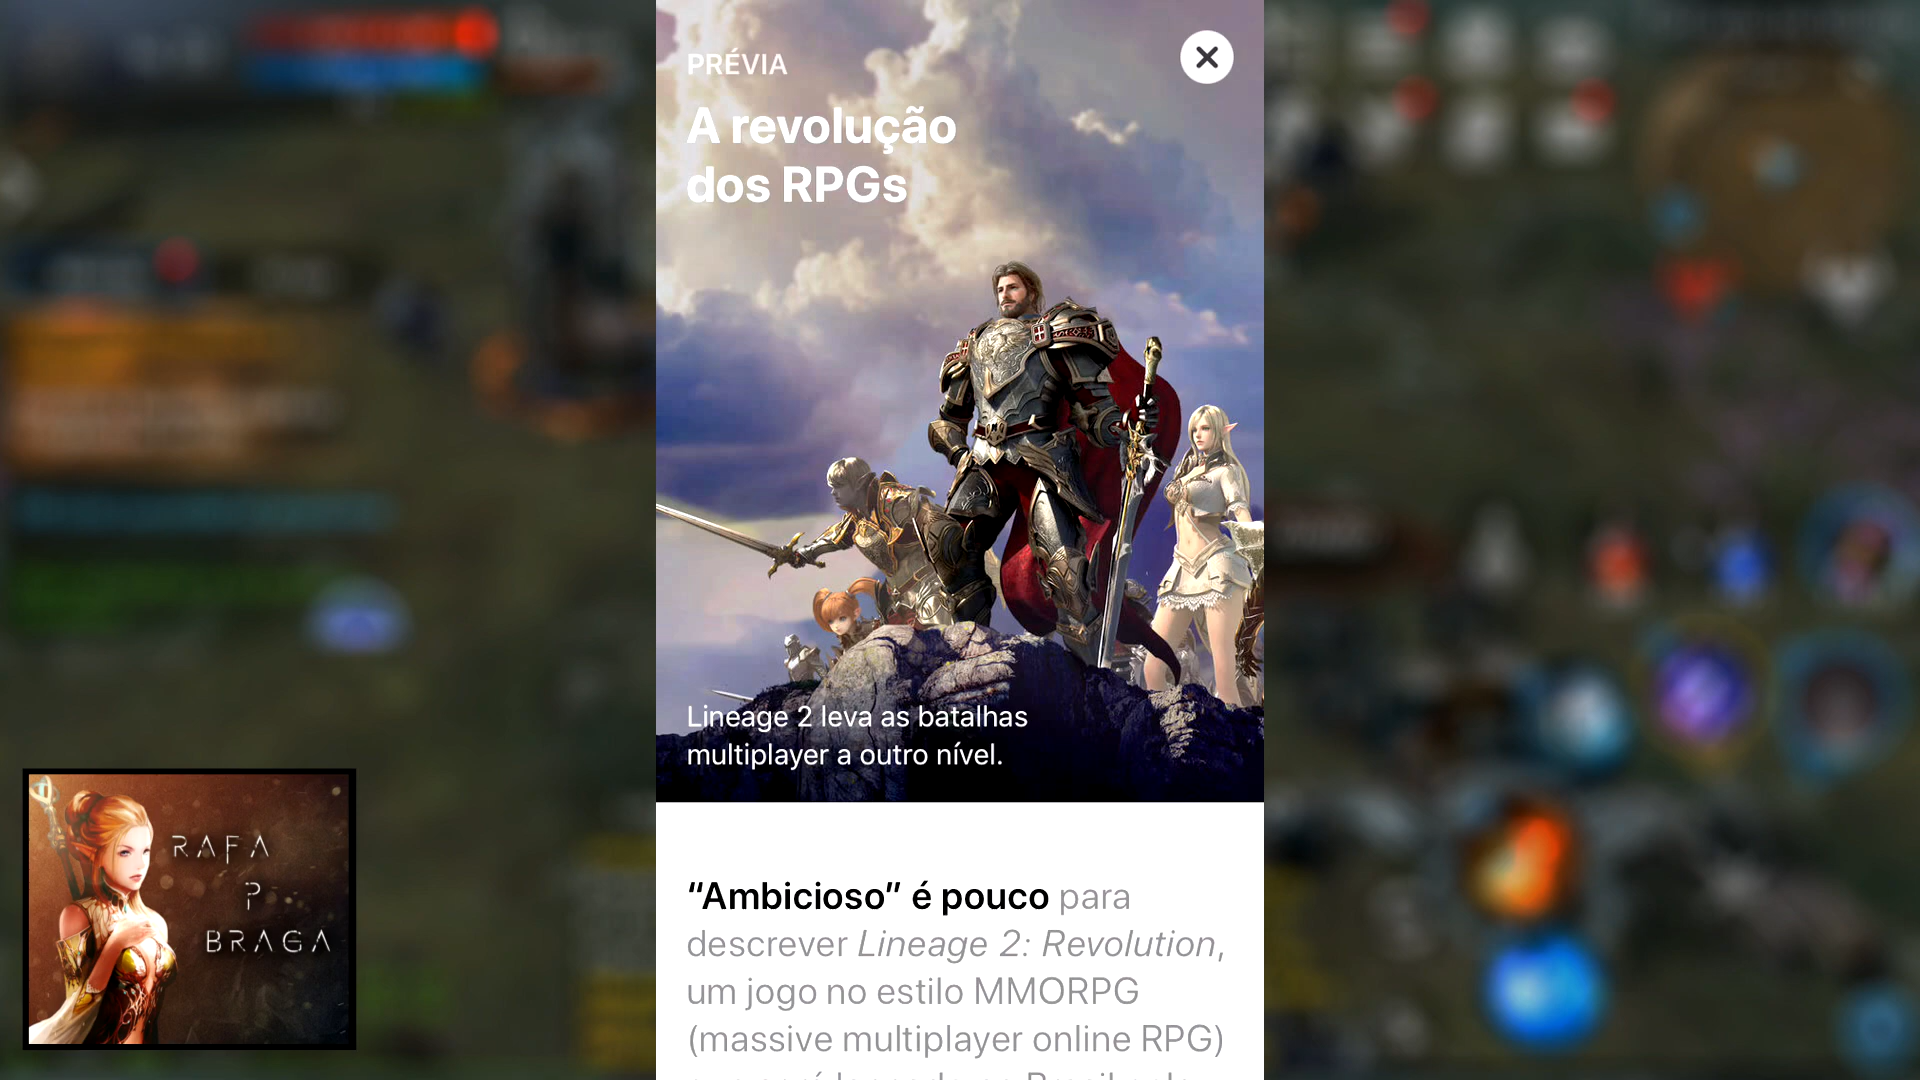 PRÉVIA
A revolução
dos RPGs
Lineage 2 leva as batalhas
multiplayer a outro nível.
“Ambicioso” é pouco para
descrever Lineage 2: Revolution,
um jogo no estilo MMORPG
(massive multiplayer online RPG)
RAFA
P
BRAGA